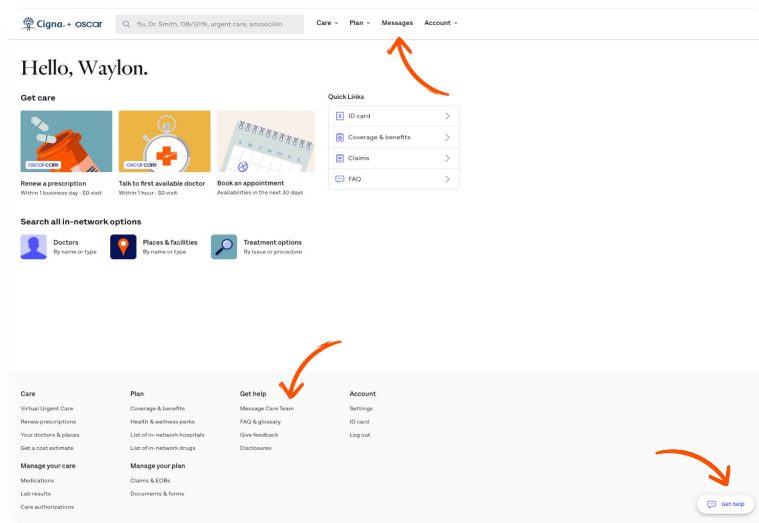 Cigna. + oscar
flu, Dr. Smith, OB/GYN, urgent care, amoxicillin
Care Plan Messages Account
Hello, Waylon.
Get care
oscar care
Renew a prescription
Within 1 business day · $0 visit
oscar care
Talk to first available doctor
Within 1 hour · $0 visit
Book an appointment
Availabilities in the next 30 days
Quick Links
ID card
Coverage & benefits
Claims
FAQ
Search all in-network options
Doctors
By name or type
Places & facilities
By name or type
Treatment options
By issue or procedure
Care
Virtual Urgent Care
Renew prescriptions
Your doctors & places
Get a cost estimate
Manage your care
Medications
Lab results
Care authorizations
Plan
Coverage & benefits
Health & wellness perks
List of in-network hospitals
List of in-network drugs
Manage your plan
Claims & EOBs
Documents & forms
Get help
Message Care Team
FAQ & glossary
Give feedback
Disclosures
Account
Settings
ID card
Log out
Get help